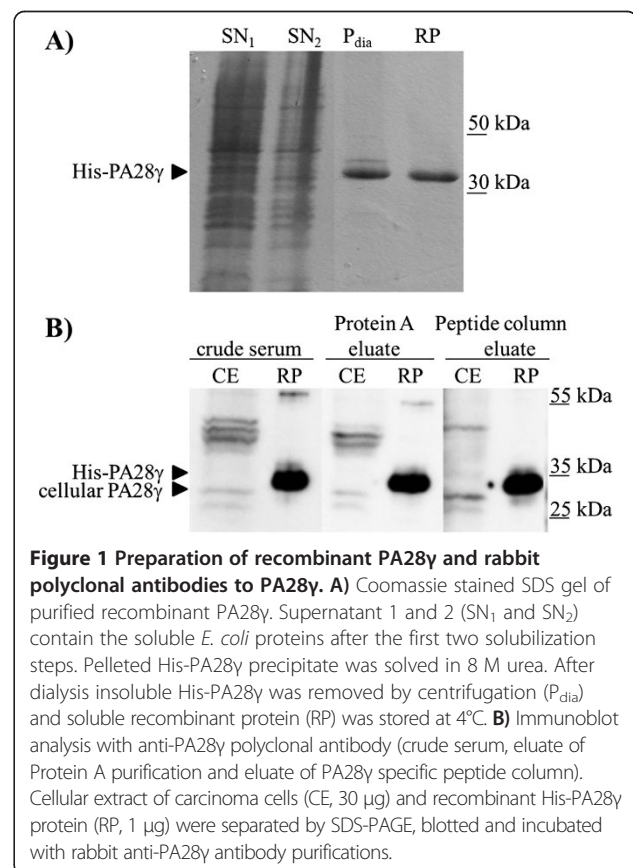 A)
SN₁ SN₂ P_dia RP
50 kDa
His-PA28γ
30 kDa
B)
Protein A Peptide column
crude serum eluate eluate
CE RP CE RP CE RP
55 kDa
His-PA28γ
35 kDa
cellular PA28γ
25 kDa
Figure 1 Preparation of recombinant PA28γ and rabbit
polyclonal antibodies to PA28γ. A) Coomassie stained SDS gel of
purified recombinant PA28γ. Supernatant 1 and 2 (SN₁ and SN₂)
contain the soluble E. coli proteins after the first two solubilization
steps. Pelleted His-PA28γ precipitate was solved in 8 M urea. After
dialysis insoluble His-PA28γ was removed by centrifugation (P_dia)
and soluble recombinant protein (RP) was stored at 4°C. B) Immunoblot
analysis with anti-PA28γ polyclonal antibody (crude serum, eluate of
Protein A purification and eluate of PA28γ specific peptide column).
Cellular extract of carcinoma cells (CE, 30 μg) and recombinant His-PA28γ
protein (RP, 1 μg) were separated by SDS-PAGE, blotted and incubated
with rabbit anti-PA28γ antibody purifications.